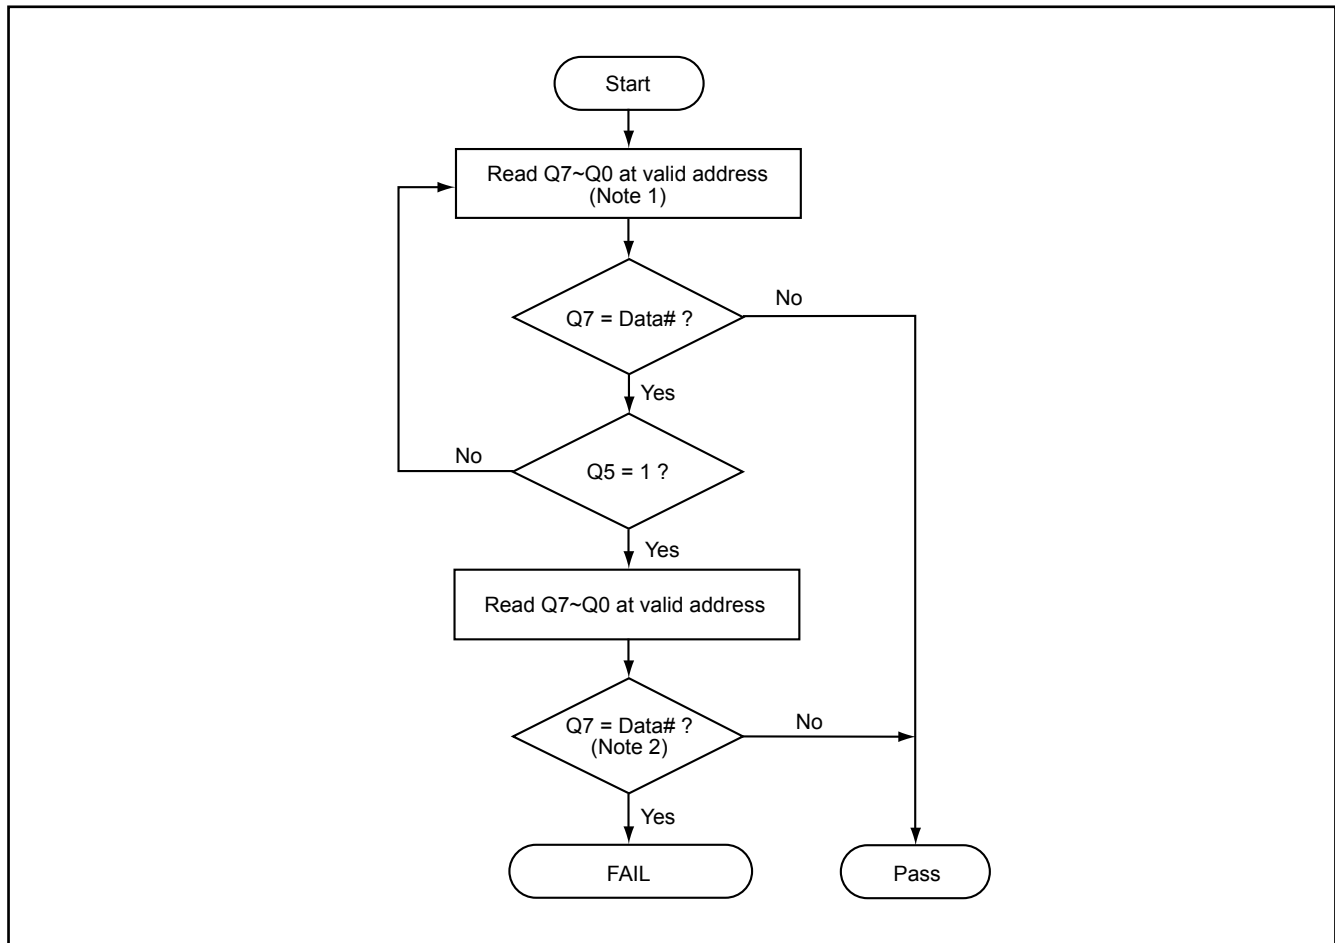 Start
Read Q7~Q0 at valid address
(Note 1)
No
Q7 = Data# ?
Yes
No
Q5 = 1 ?
Yes
Read Q7~Q0 at valid address
Q7 = Data# ?
(Note 2)
No
Yes
FAIL
Pass